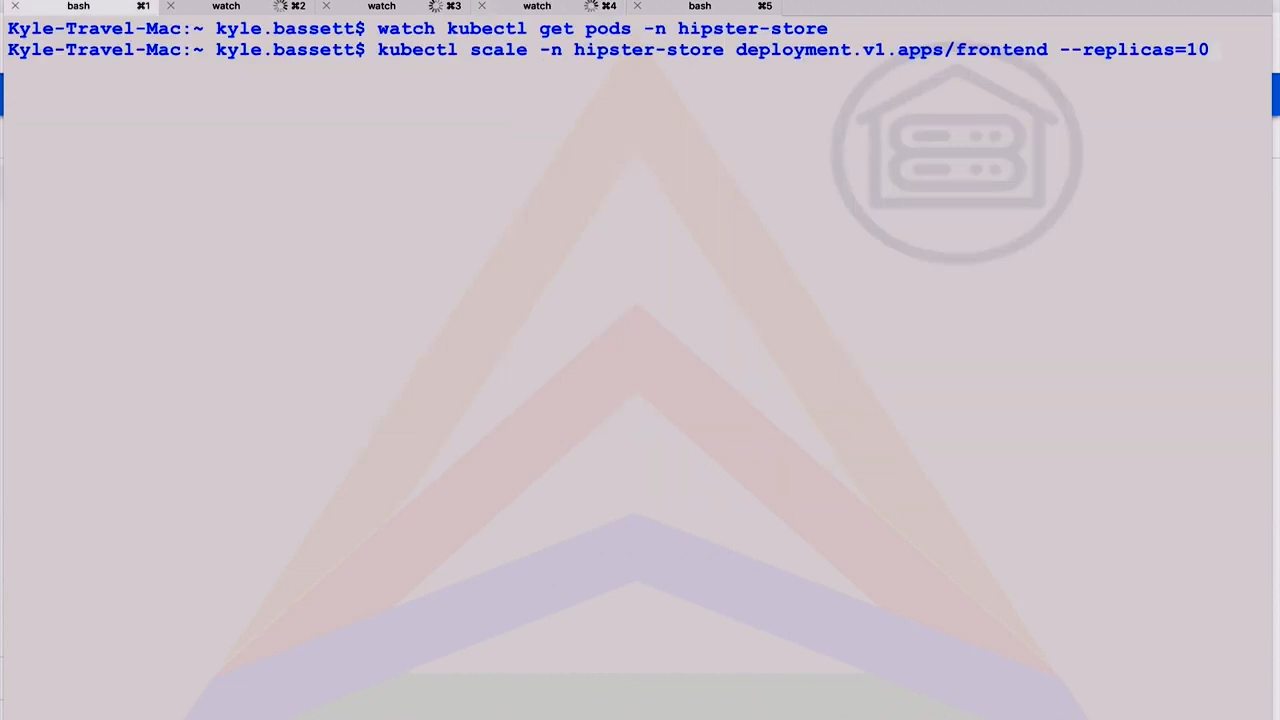 bash ⌘1 watch ⌘2 watch ⌘3 watch ⌘4 bash ⌘5
Kyle-Travel-Mac:~ kyle.bassett$ watch kubectl get pods -n hipster-store
Kyle-Travel-Mac:~ kyle.bassett$ kubectl scale -n hipster-store deployment.v1.apps/frontend --replicas=10